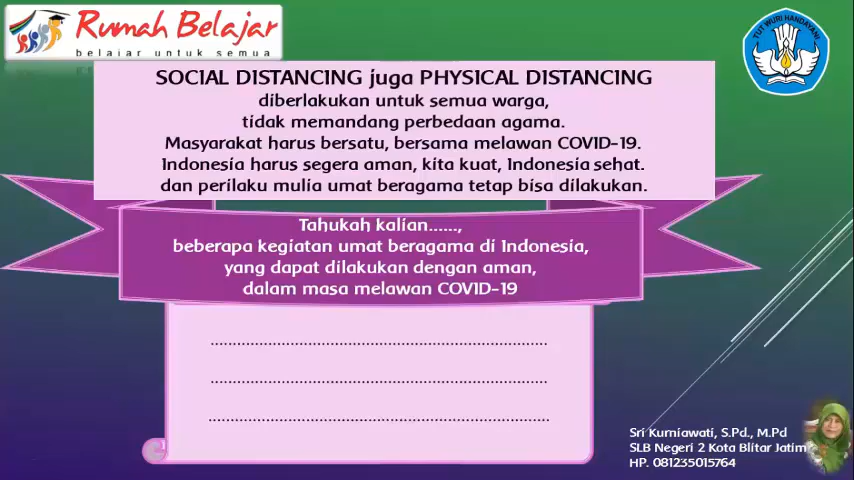 Rumah Belajar
belajar untuk semua
TUT WURI HANDAYANI
SOCIAL DISTANCING juga PHYSICAL DISTANCING
diberlakukan untuk semua warga,
tidak memandang perbedaan agama.
Masyarakat harus bersatu, bersama melawan COVID-19.
Indonesia harus segera aman, kita kuat, Indonesia sehat.
dan perilaku mulia umat beragama tetap bisa dilakukan.
Tahukah kalian......,
beberapa kegiatan umat beragama di Indonesia,
yang dapat dilakukan dengan aman,
dalam masa melawan COVID-19
................................................................................
................................................................................
.................................................................................
Sri Kurniawati, S.Pd., M.Pd
SLB Negeri 2 Kota Blitar Jatim
HP. 081235015764